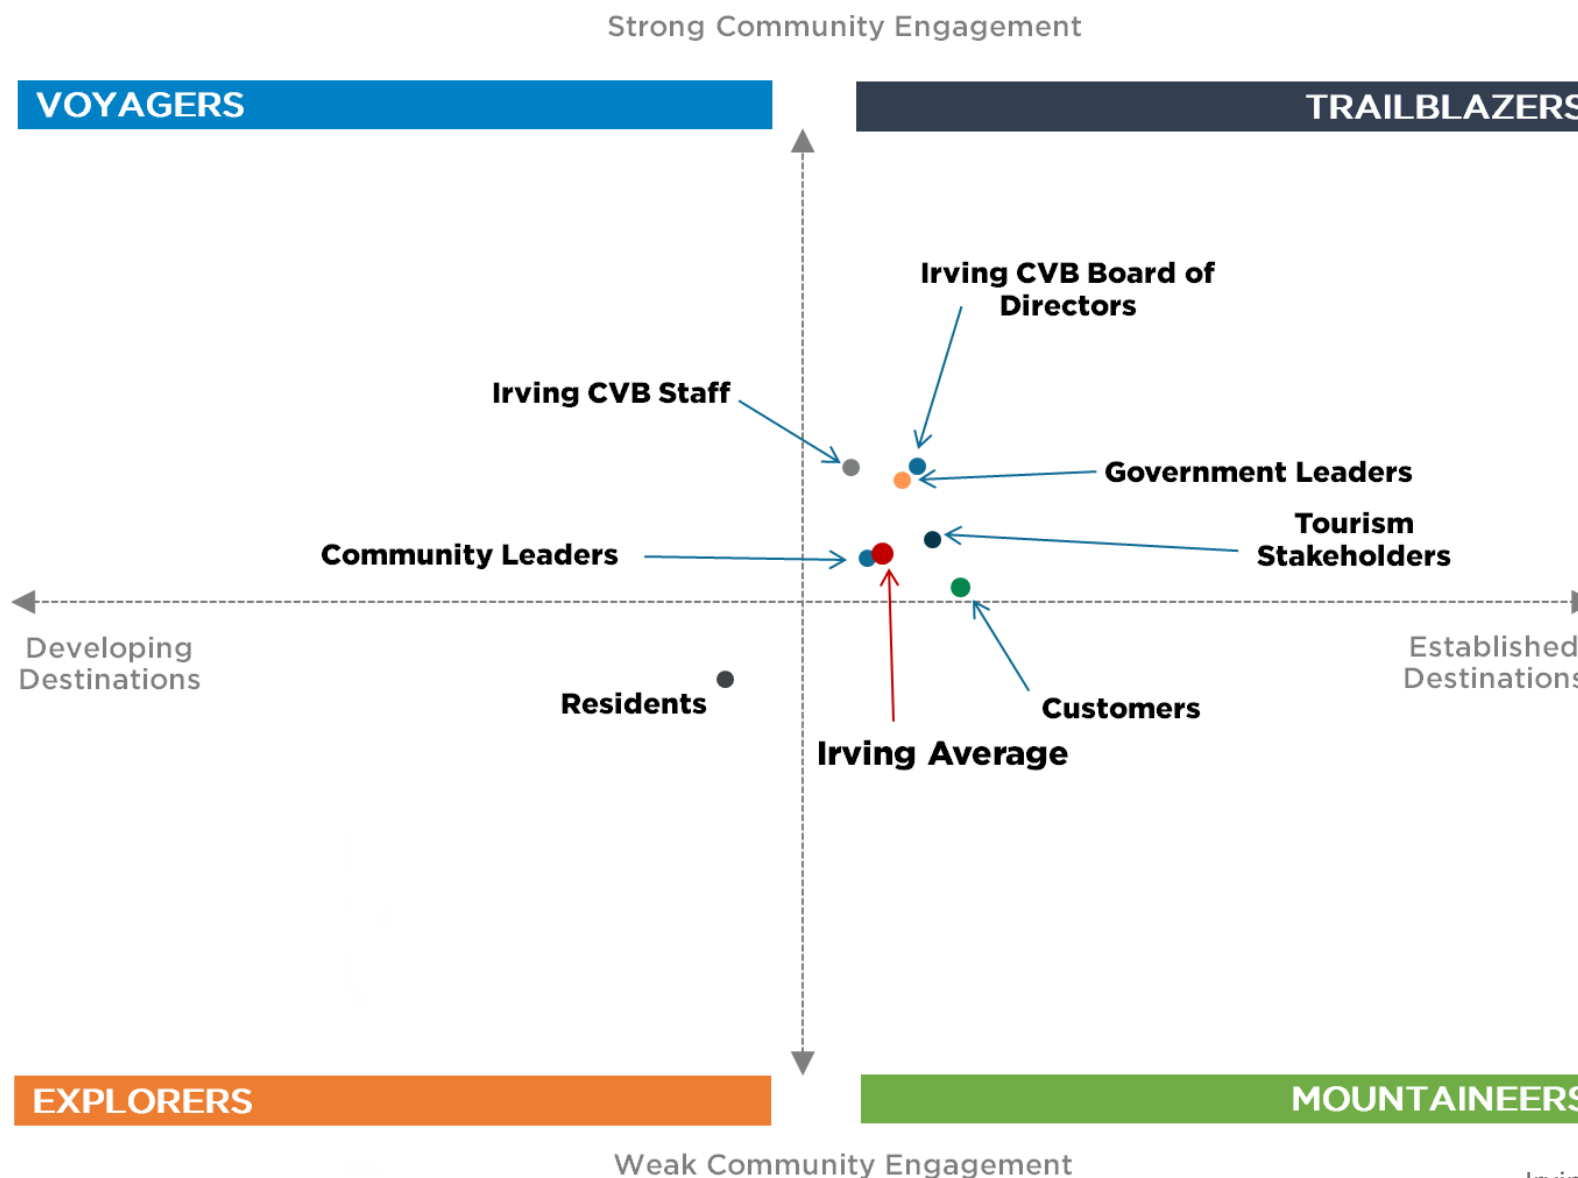 Strong Community Engagement
VOYAGERS
TRAILBLAZERS
Irving CVB Board of
Directors
Irving CVB Staff
Government Leaders
Tourism
Stakeholders
Community Leaders
Developing
Destinations
Established
Destinations
Residents
Customers
Irving Average
EXPLORERS
MOUNTAINEERS
Weak Community Engagement